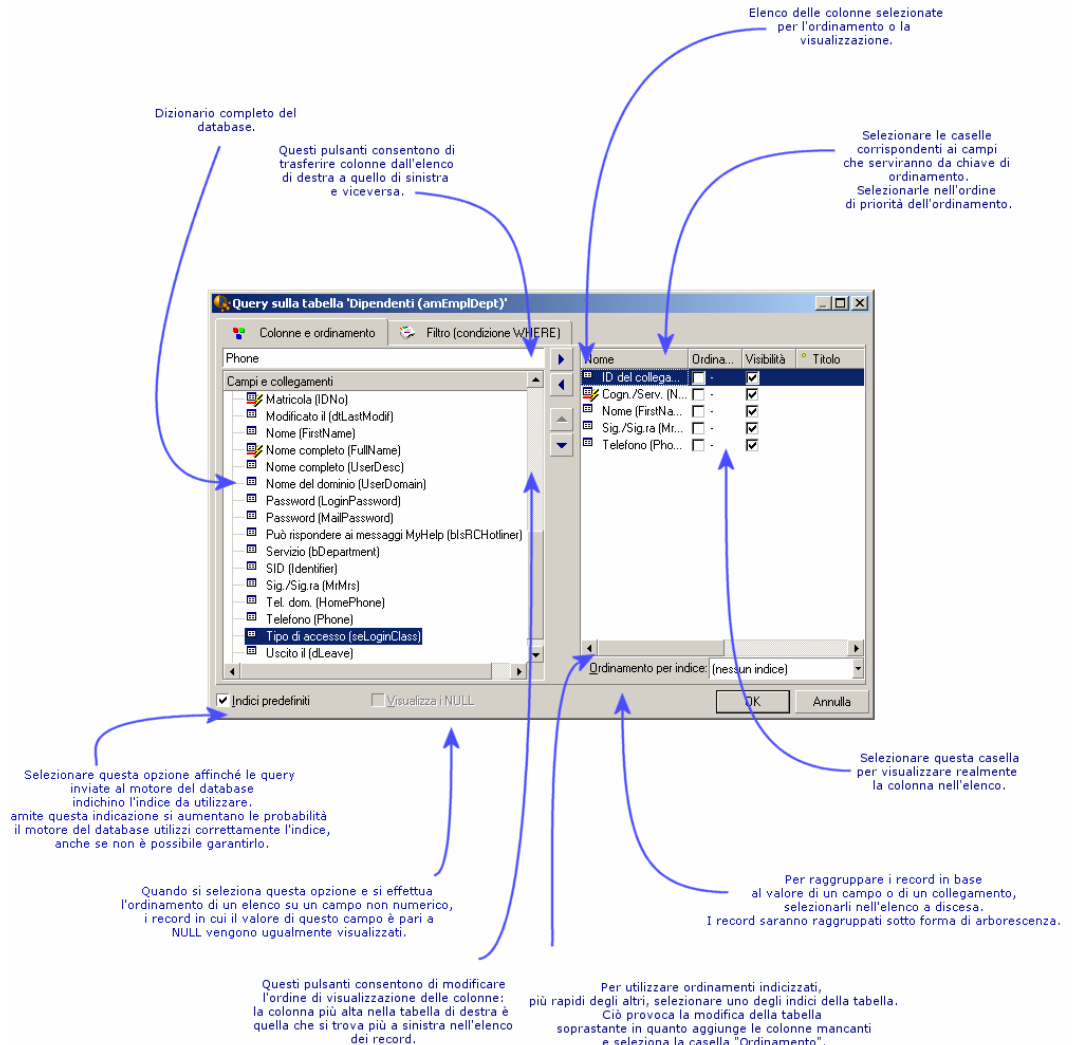 Elenco delle colonne selezionate
per l'ordinamento o la
visualizzazione.
Dizionario completo del
database.
Questi pulsanti consentono di
trasferire colonne dall'elenco
di destra a quello di sinistra
e viceversa.
Selezionare le caselle
corrispondenti ai campi
che serviranno da chiave di
ordinamento.
Selezionarle nell'ordine
di priorità dell'ordinamento.
Query sulla tabella 'Dipendenti (amEmplDept)'
Colonne e ordinamento
Filtro (condizione WHERE)
Phone
Campi e collegamenti
Matricola (IDNo)
Modificato il (dtLastModif)
Nome (FirstName)
Nome completo (FullName)
Nome completo (UserDesc)
Nome del dominio (UserDomain)
Password (LoginPassword)
Password (MailPassword)
Può rispondere ai messaggi MyHelp (bIsRCHotliner)
Servizio (bDepartment)
SID (Identifier)
Sig./Sig.ra (MrMrs)
Tel. dom. (HomePhone)
Telefono (Phone)
Tipo di accesso (seLoginClass)
Uscito il (dLeave)
Nome Ordina... Visibilità Titolo
ID del collega... -
Cogn./Serv. (N... -
Nome (FirstNa... -
Sig./Sig.ra (Mr... -
Telefono (Pho... -
Ordinamento per indice: (nessun indice)
Indici predefiniti
Visualizza i NULL
OK
Annulla
Selezionare questa opzione affinché le query
inviate al motore del database
indichino l'indice da utilizzare.
amite questa indicazione si aumentano le probabilità
il motore del database utilizzi correttamente l'indice,
anche se non è possibile garantirlo.
Selezionare questa casella
per visualizzare realmente
la colonna nell'elenco.
Quando si seleziona questa opzione e si effettua
l'ordinamento di un elenco su un campo non numerico,
i record in cui il valore di questo campo è pari a
NULL vengono ugualmente visualizzati.
Per raggruppare i record in base
al valore di un campo o di un collegamento,
selezionarli nell'elenco a discesa.
I record saranno raggruppati sotto forma di arborescenza.
Questi pulsanti consentono di modificare
l'ordine di visualizzazione delle colonne:
la colonna più alta nella tabella di destra è
quella che si trova più a sinistra nell'elenco
dei record.
Per utilizzare ordinamenti indicizzati,
più rapidi degli altri, selezionare uno degli indici della tabella.
Ciò provoca la modifica della tabella
soprastante in quanto aggiunge le colonne mancanti
e seleziona la casella "Ordinamento".